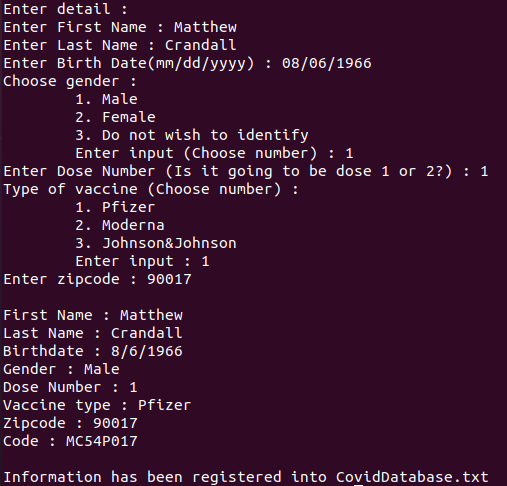 Enter detail :
Enter First Name : Matthew
Enter Last Name : Crandall
Enter Birth Date(mm/dd/yyyy) : 08/06/1966
Choose gender :
1. Male
2. Female
3. Do not wish to identify
Enter input (Choose number) : 1
Enter Dose Number (Is it going to be dose 1 or 2?) : 1
Type of vaccine (Choose number) :
1. Pfizer
2. Moderna
3. Johnson&Johnson
Enter input : 1
Enter zipcode : 90017
First Name : Matthew
Last Name : Crandall
Birthdate : 8/6/1966
Gender : Male
Dose Number : 1
Vaccine type : Pfizer
Zipcode : 90017
Code : MC54P017
Information has been registered into CovidDatabase.txt